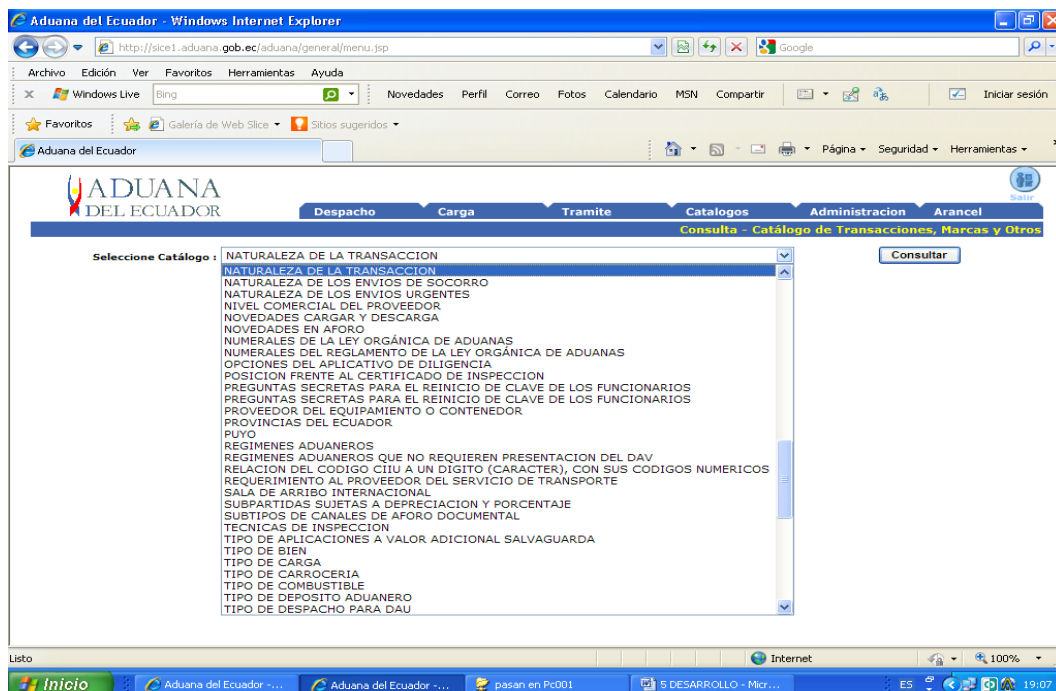 Aduana del Ecuador - Windows Internet Explorer
http://sice1.aduana.gob.ec/aduana/general/menu.jsp
Google
Archivo Edición Ver Favoritos Herramientas Ayuda
Windows Live Bing Novedades Perfil Correo Fotos Calendario MSN Compartir Iniciar sesión
Favoritos Galería de Web Slice Sitios sugeridos
Aduana del Ecuador Página Seguridad Herramientas
ADUANA
DEL ECUADOR
Salir
Despacho Carga Tramite Catalogos Administracion Arancel
Consulta - Catálogo de Transacciones, Marcas y Otros
Seleccione Catálogo : NATURALEZA DE LA TRANSACCION Consultar
NATURALEZA DE LA TRANSACCION
NATURALEZA DE LOS ENVIOS DE SOCORRO
NATURALEZA DE LOS ENVIOS URGENTES
NIVEL COMERCIAL DEL PROVEEDOR
NOVEDADES CARGAR Y DESCARGA
NOVEDADES EN AFORO
NUMERALES DE LA LEY ORGÁNICA DE ADUANAS
NUMERALES DEL REGLAMENTO DE LA LEY ORGÁNICA DE ADUANAS
OPCIONES DEL APLICATIVO DE DILIGENCIA
POSICION FRENTE AL CERTIFICADO DE INSPECCION
PREGUNTAS SECRETAS PARA EL REINICIO DE CLAVE DE LOS FUNCIONARIOS
PREGUNTAS SECRETAS PARA EL REINICIO DE CLAVE DE LOS FUNCIONARIOS
PROVEEDOR DEL EQUIPAMIENTO O CONTENEDOR
PROVINCIAS DEL ECUADOR
PUYO
REGIMENES ADUANEROS
REGIMENES ADUANEROS QUE NO REQUIEREN PRESENTACION DEL DAV
RELACION DEL CODIGO CIIU A UN DIGITO (CARACTER), CON SUS CODIGOS NUMERICOS
REQUERIMIENTO AL PROVEEDOR DEL SERVICIO DE TRANSPORTE
SALA DE ARRIBO INTERNACIONAL
SUBPARTIDAS SUJETAS A DEPRECIACION Y PORCENTAJE
SUBTIPOS DE CANALES DE AFORO DOCUMENTAL
TECNICAS DE INSPECCION
TIPO DE APLICACIONES A VALOR ADICIONAL SALVAGUARDA
TIPO DE BIEN
TIPO DE CARGA
TIPO DE CARROCERIA
TIPO DE COMBUSTIBLE
TIPO DE DEPOSITO ADUANERO
TIPO DE DESPACHO PARA DAU
Listo Internet 100%
Inicio Aduana del Ecuador -... Aduana del Ecuador -... pasan en Pc001 5 DESARROLLO - Micr... ES 19:07